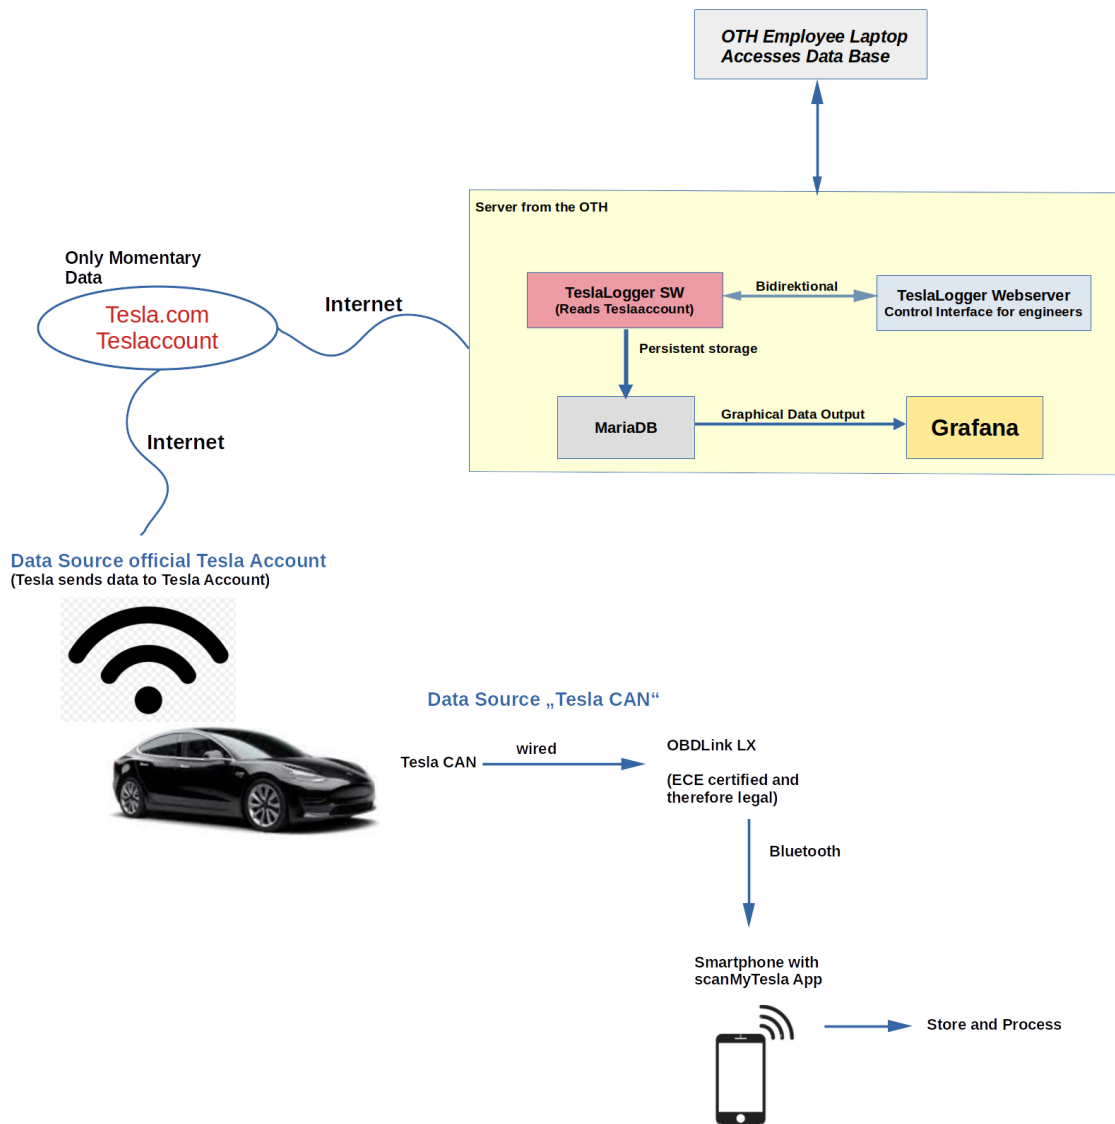 OTH Employee Laptop
Accesses Data Base
Server from the OTH
Only Momentary
Data
Tesla.com
Teslaccount
Internet
TeslaLogger SW
(Reads Teslaaccount)
Bidirektional
TeslaLogger Webserver
Control Interface for engineers
Persistent storage
MariaDB
Graphical Data Output
Grafana
Internet
Data Source official Tesla Account
(Tesla sends data to Tesla Account)
Data Source „Tesla CAN“
Tesla CAN
wired
OBDLink LX
(ECE certified and
therefore legal)
Bluetooth
Smartphone with
scanMyTesla App
Store and Process